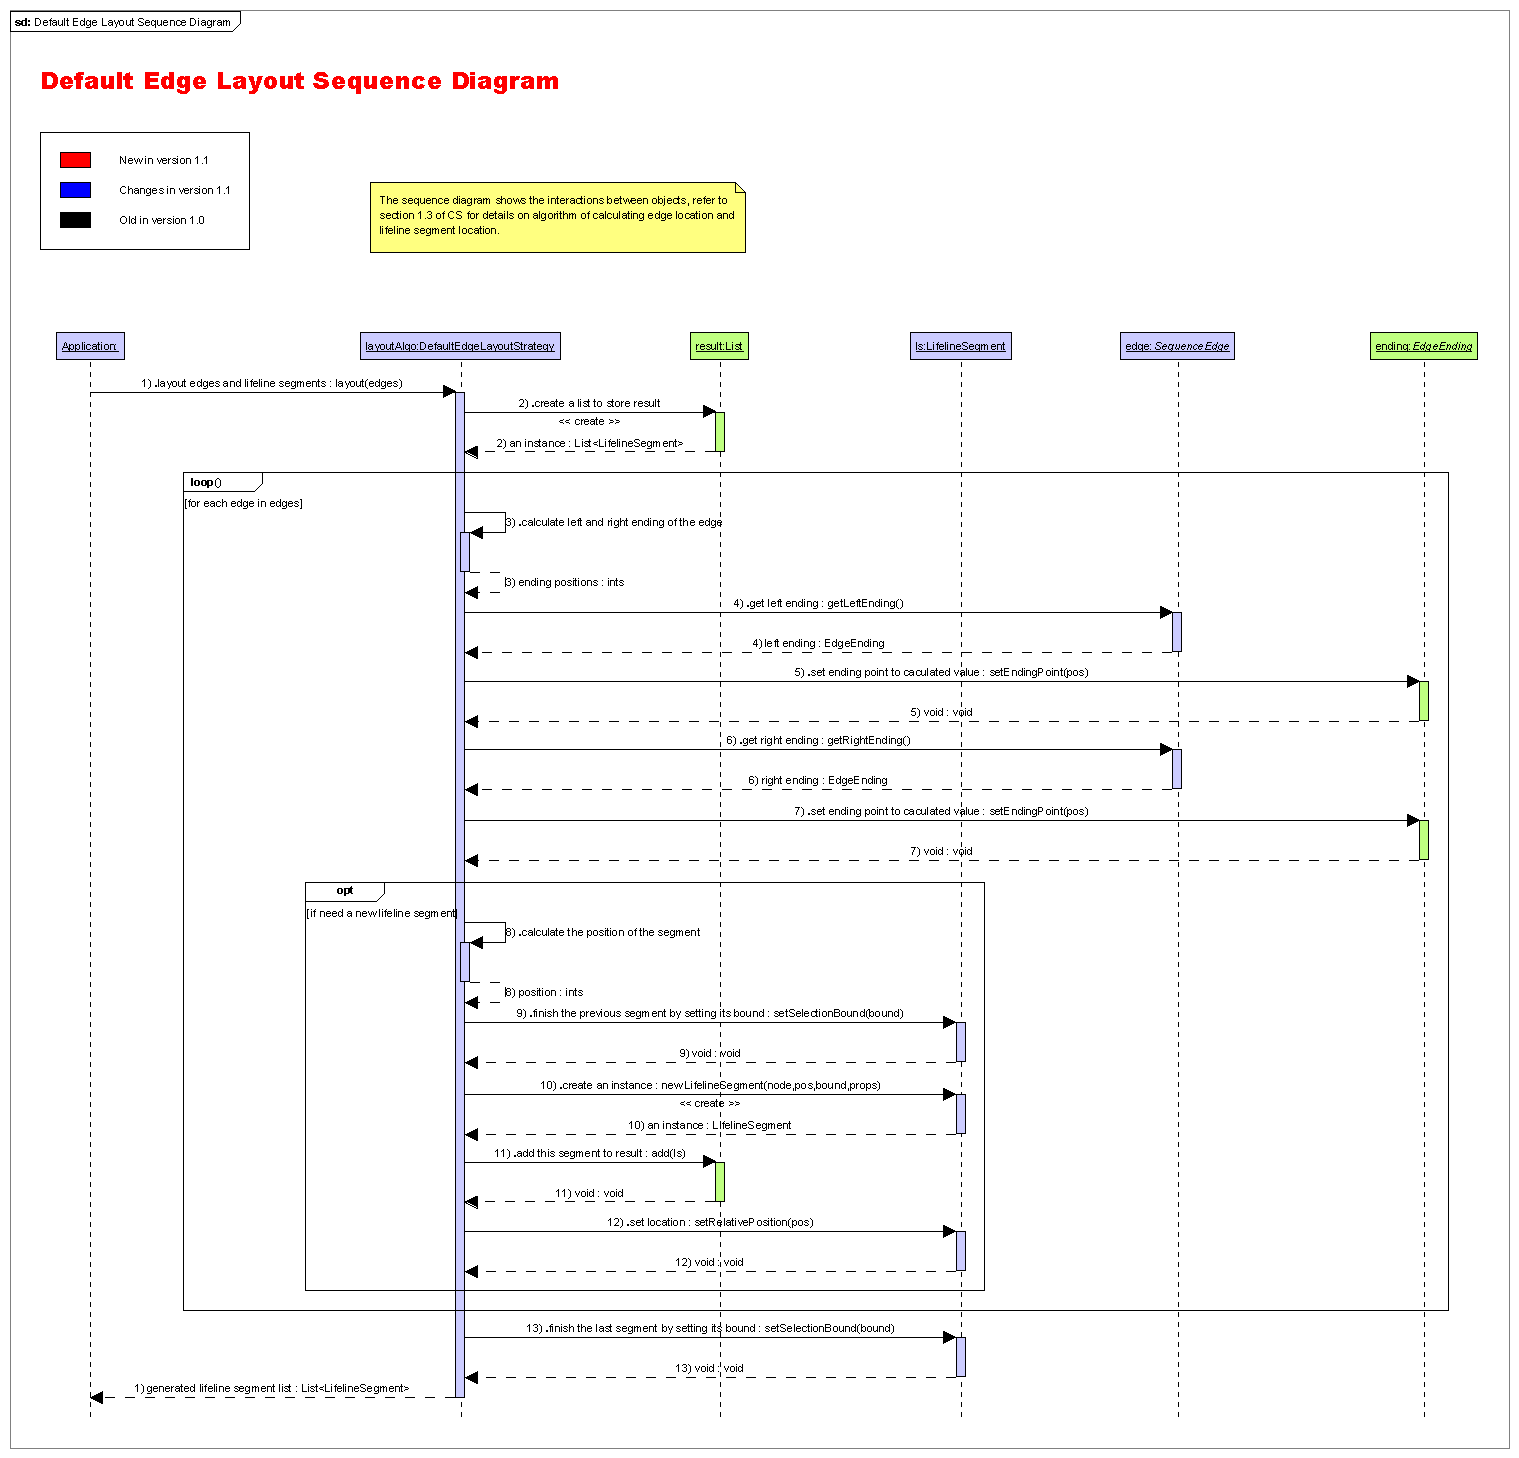 sd: Default Edge Layout Sequence Diagram
Default Edge Layout Sequence Diagram
New in version 1.1
Changes in version 1.1
Old in version 1.0
The sequence diagram shows the interactions between objects, refer to
section 1.3 of CS for details on algorithm of calculating edge location and
lifeline segment location.
Application:
layoutAlgo:DefaultEdgeLayoutStrategy
result:List
ls:LifelineSegment
edge: SequenceEdge
ending: EdgeEnding
1) .layout edges and lifeline segments : layout(edges)
2) .create a list to store result
<< create >>
2) an instance : List<LifelineSegment>
loop()
[for each edge in edges]
3) .calculate left and right ending of the edge
3) ending positions : ints
4) .get left ending : getLeftEnding()
4) left ending : EdgeEnding
5) .set ending point to caculated value : setEndingPoint(pos)
5) void : void
6) .get right ending : getRightEnding()
6) right ending : EdgeEnding
7) .set ending point to caculated value : setEndingPoint(pos)
7) void : void
opt
[if need a new lifeline segment]
8) .calculate the position of the segment
8) position : ints
9) .finish the previous segment by setting its bound : setSelectionBound(bound)
9) void : void
10) .create an instance : new LifelineSegment(node,pos,bound,props)
<< create >>
10) an instance : LIfelineSegment
11) .add this segment to result : add(ls)
11) void : void
12) .set location : setRelativePosition(pos)
12) void : void
13) .finish the last segment by setting its bound : setSelectionBound(bound)
13) void : void
1) generated lifeline segment list : List<LifelineSegment>